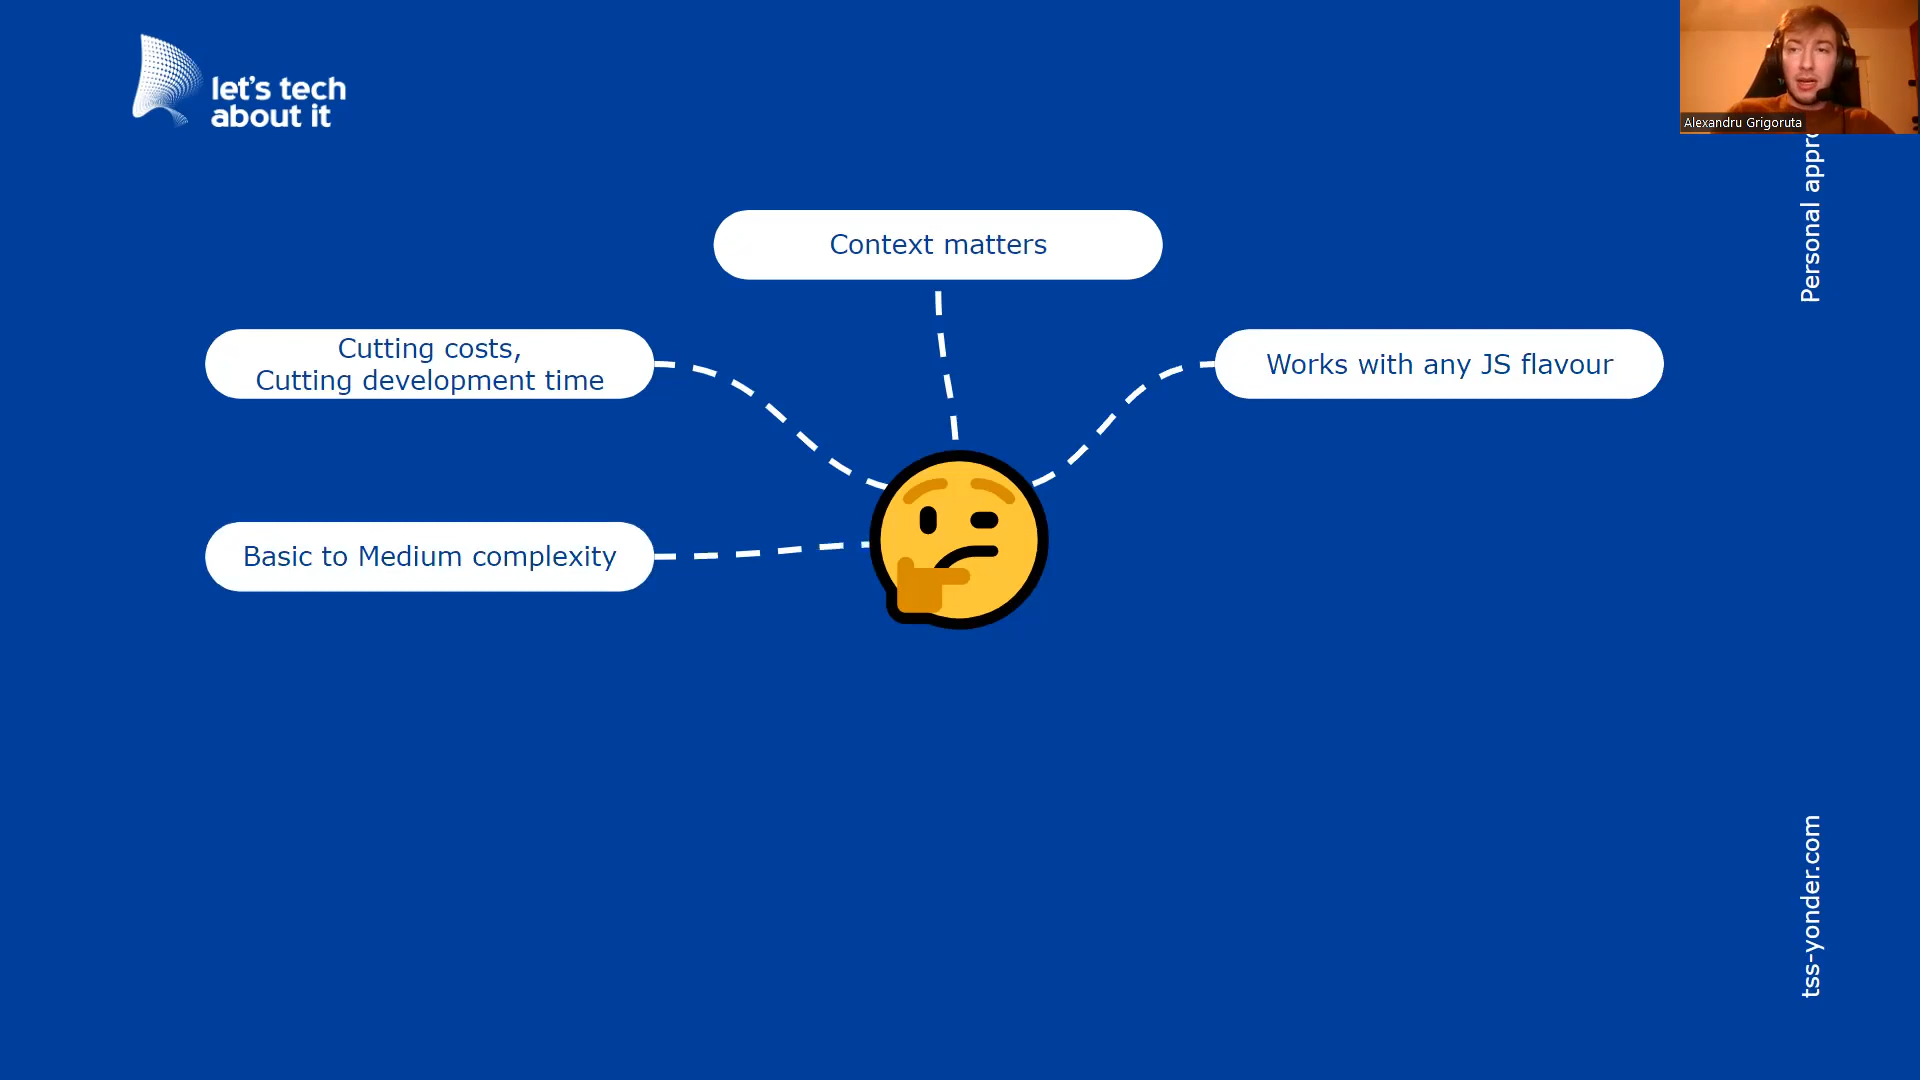 let's tech
about it
Alexandru Grigoruta
Personal appro
Context matters
Cutting costs,
Cutting development time
Works with any JS flavour
Basic to Medium complexity
tss-yonder.com